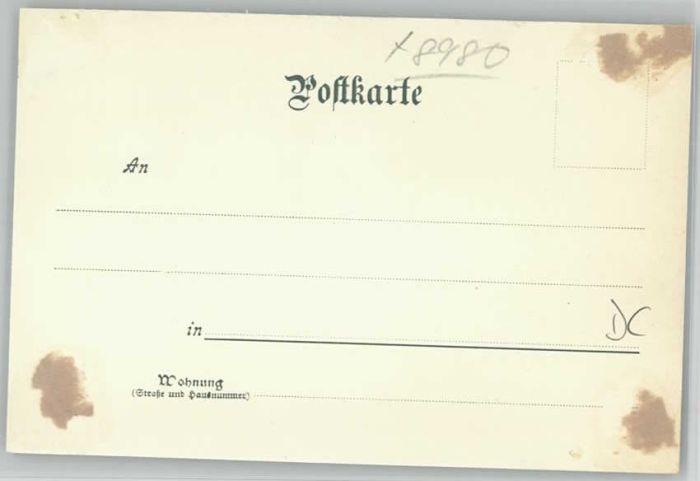 x8980
Postkarte
An
in
DC
Wohnung
(Straße und Hausnummer)